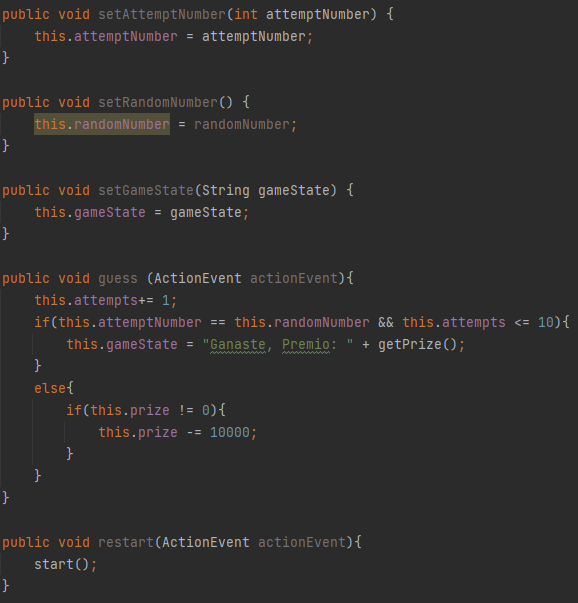 public void setAttemptNumber(int attemptNumber) {
    this.attemptNumber = attemptNumber;
}

public void setRandomNumber() {
    this.randomNumber = randomNumber;
}

public void setGameState(String gameState) {
    this.gameState = gameState;
}

public void guess (ActionEvent actionEvent){
    this.attempts+= 1;
    if(this.attemptNumber == this.randomNumber && this.attempts <= 10){
        this.gameState = "Ganaste, Premio: " + getPrize();
    }
    else{
        if(this.prize != 0){
            this.prize -= 10000;
        }
    }
}

public void restart(ActionEvent actionEvent){
    start();
}